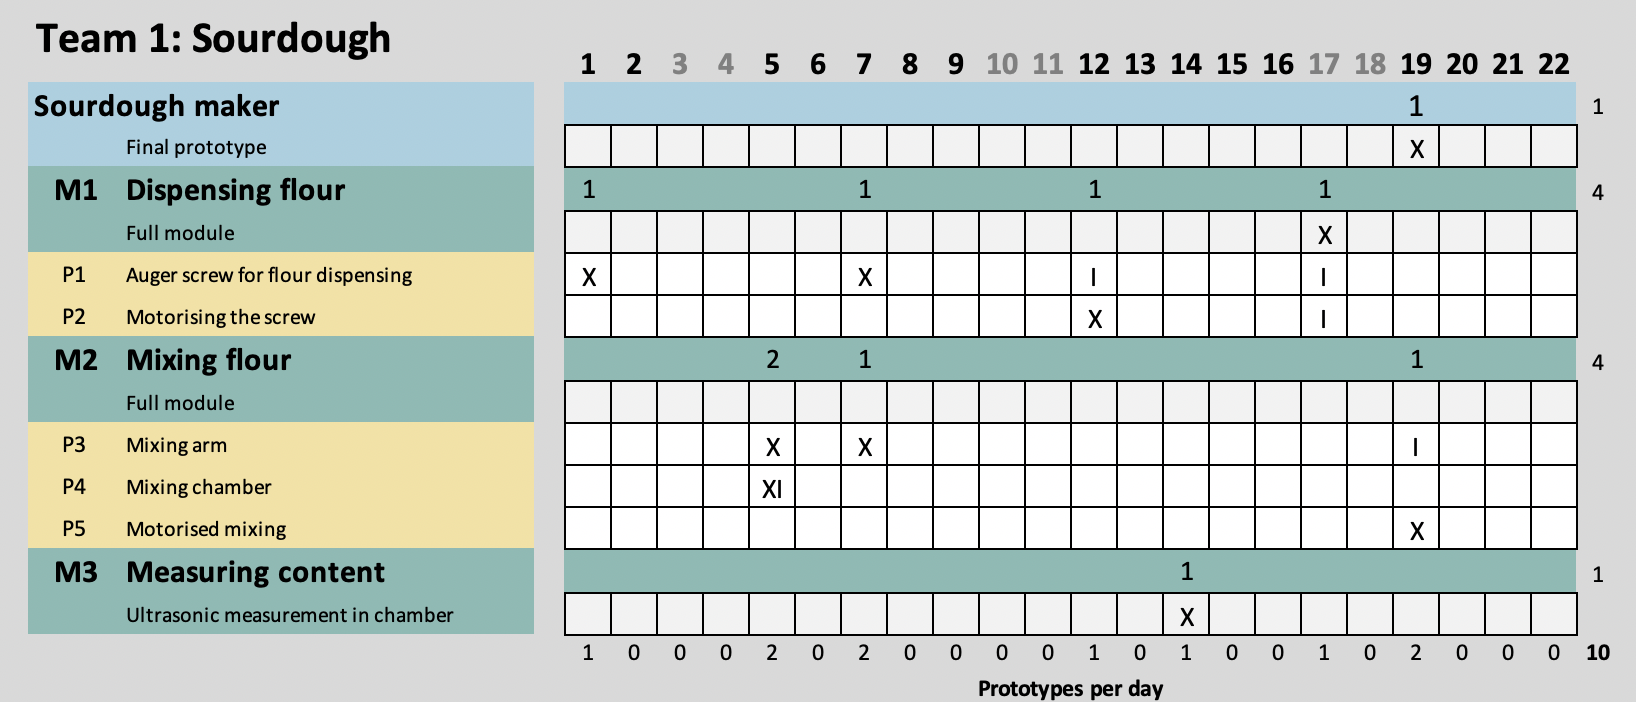 Team 1: Sourdough
1 2 3 4 5 6 7 8 9 10 11 12 13 14 15 16 17 18 19 20 21 22
Sourdough maker 1 1
Final prototype X
M1 Dispensing flour 1 1 1 1 4
Full module X
P1 Auger screw for flour dispensing X X I I
P2 Motorising the screw X I
M2 Mixing flour 2 1 1 4
Full module
P3 Mixing arm X X I
P4 Mixing chamber XI
P5 Motorised mixing X
M3 Measuring content 1 1
Ultrasonic measurement in chamber X
1 0 0 0 2 0 2 0 0 0 0 1 0 1 0 0 1 0 2 0 0 0 10
Prototypes per day